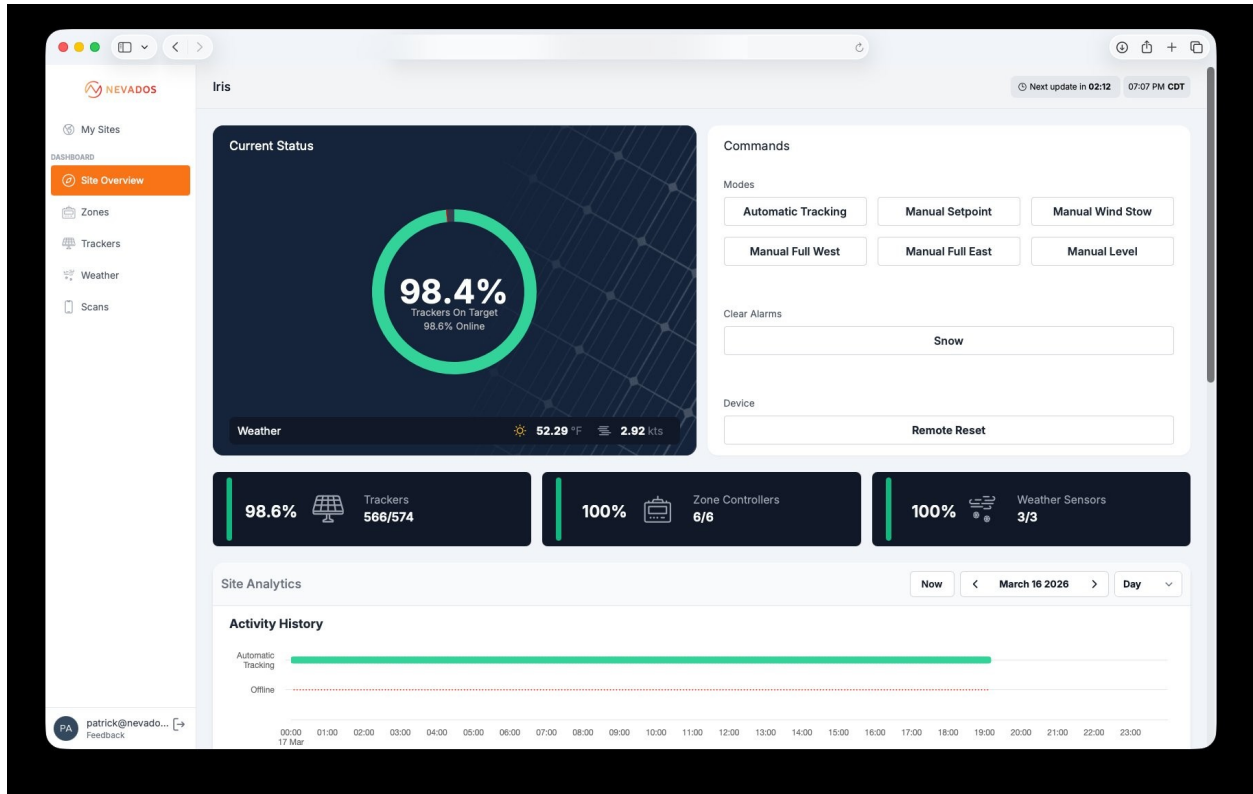 NEVADOS
Iris
Next update in 02:12
07:07 PM CDT
My Sites
DASHBOARD
Site Overview
Zones
Trackers
Weather
Scans
Current Status
98.4%
Trackers On Target
98.6% Online
Weather
52.29 °F
2.92 kts
Commands
Modes
Automatic Tracking
Manual Setpoint
Manual Wind Stow
Manual Full West
Manual Full East
Manual Level
Clear Alarms
Snow
Device
Remote Reset
98.6%
Trackers
566/574
100%
Zone Controllers
6/6
100%
Weather Sensors
3/3
Site Analytics
Now
March 16 2026
Day
Activity History
Automatic
Tracking
Offline
00:00 01:00 02:00 03:00 04:00 05:00 06:00 07:00 08:00 09:00 10:00 11:00 12:00 13:00 14:00 15:00 16:00 17:00 18:00 19:00 20:00 21:00 22:00 23:00
17 Mar
PA
patrick@nevado...
Feedback